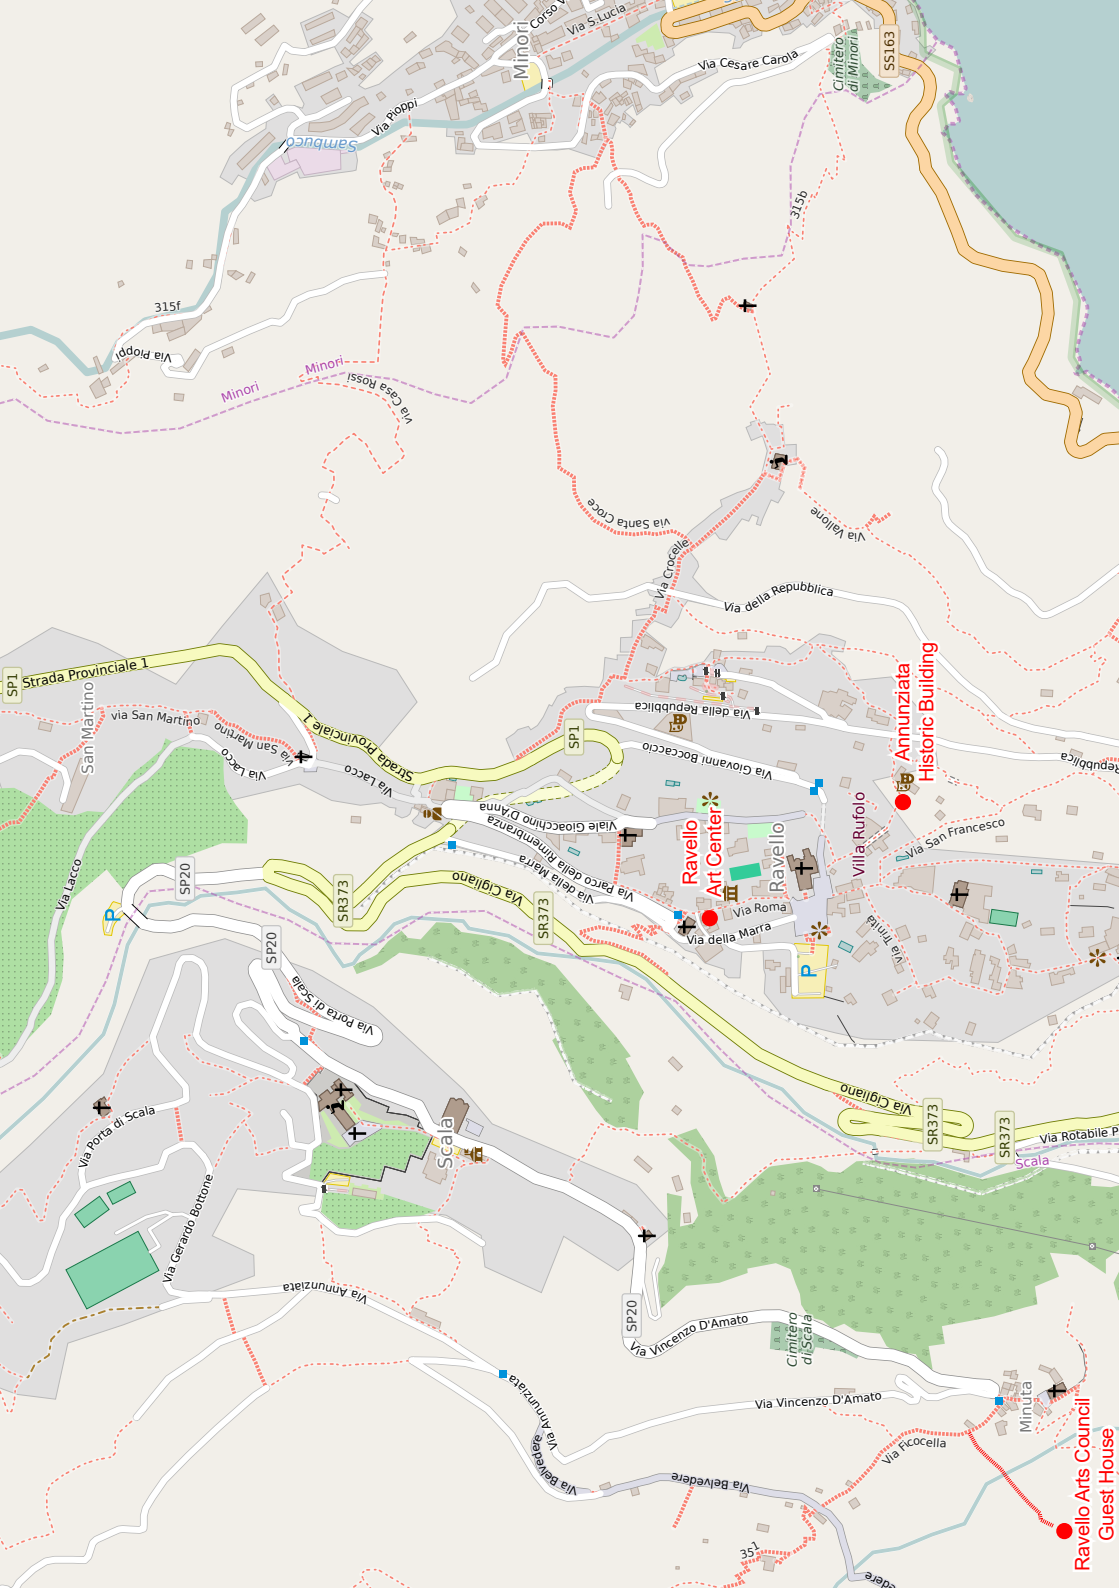 Corso V
Via S.Lucia
Minori
Via Cesare Carola
Cimitero
di Minori
SS163
Via Pioppi
Sambuco
315b
315f
Via Pioppi
Minori
Minori
Via Casa Rossi
Via Santa Croce
Via Vallone
Via Crocelle
Via della Repubblica
SP1
Strada Provinciale 1
San Martino
via San Martino
Via San Martino
Via Lacco
Strada Provinciale 1
Via Lacco
SP1
Via della Repubblica
Via Giovanni Boccaccio
Annunziata
Historic Building
Repubblica
Viale Gioacchino D'Anna
Via Parco della Rimembranza
Via della Marra
Ravello
Art Center
Ravello
Villa Rufolo
Via San Francesco
Via Lacco
SP20
SR373
Via Cigliano
SR373
P
Via Roma
Via della Marra
Via Trinità
P
SP20
Via Porta di Scala
Via Porta di Scala
Via Cigliano
SR373
SR373
Via Rotabile P
Scala
Scala
Via Gerardo Bottone
Via Annunziata
SP20
Via Vincenzo D'Amato
Cimitero
di Scala
Via Annunziata
Via Vincenzo D'Amato
Minuta
Via Ficocella
Via Belvedere
Via Belvedere
Ravello Arts Council
Guest House
351
edere